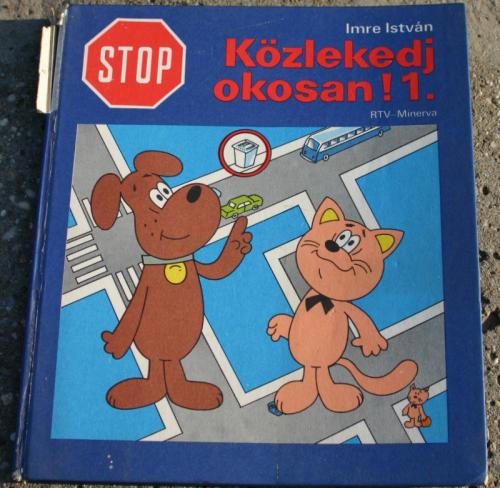 STOP
Imre István
Közlekedj
okosan! 1.
RTV–Minerva